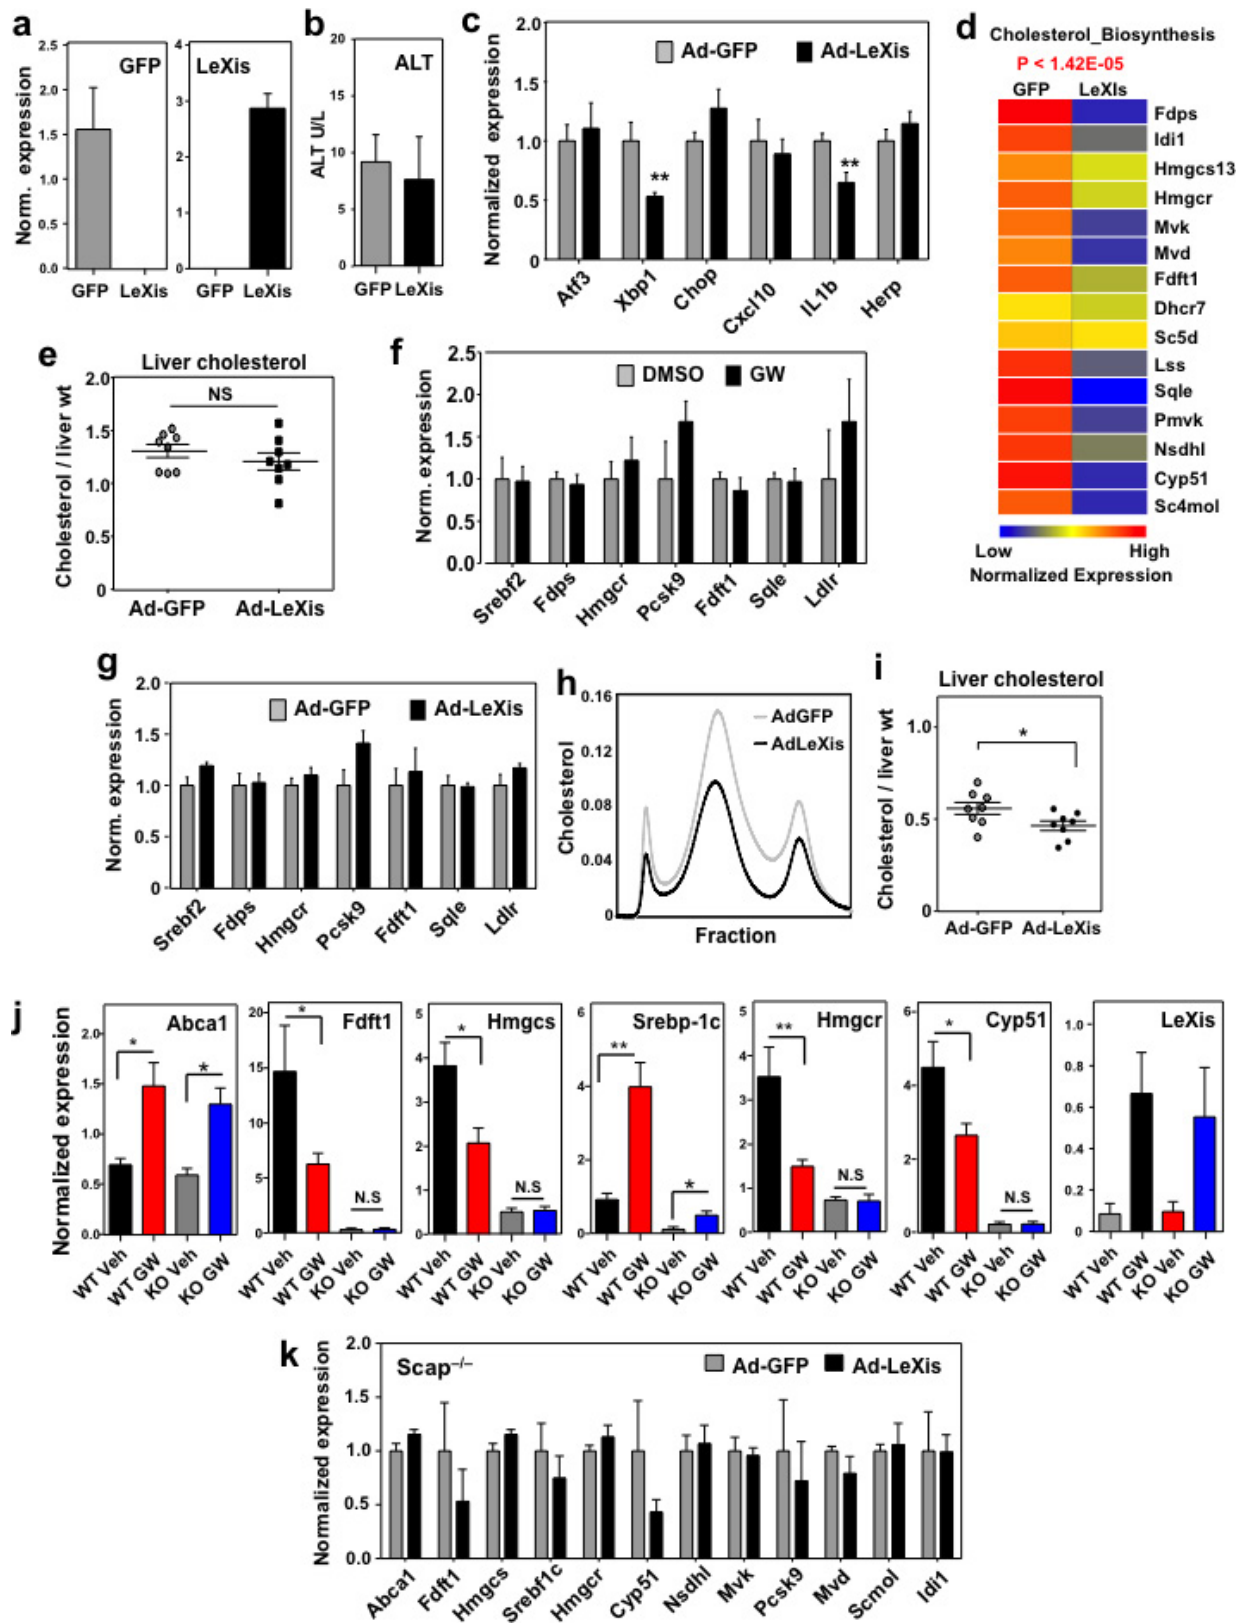 a
2.5
2.0
1.5
1.0
0.5
0.0
Norm. expression
GFP
GFP LeXis
4
3
2
1
0
LeXis
GFP LeXis
b
20
15
10
5
0
ALT U/L
ALT
GFP LeXis
c
1.0
1.0
0.5
0
Normalized expression
Ad-GFP Ad-LeXis
Atf3 Xbp1 Chop Cxcl10 IL1b Herp
** **
d
Cholesterol_Biosynthesis
P < 1.42E-05
GFP LeXIs
Fdps
Idi1
Hmgcs13
Hmgcr
Mvk
Mvd
Fdft1
Dhcr7
Sc5d
Lss
Sqle
Pmvk
Nsdhl
Cyp51
Sc4mol
Low High
Normalized Expression
e
Liver cholesterol
2.0
1.5
1.0
0.5
0
Cholesterol / liver wt
NS
Ad-GFP Ad-LeXis
f
2.5
2.0
1.5
1.0
0.5
0.0
Norm. expression
DMSO GW
Srebf2 Fdps Hmgcr Pcsk9 Fdft1 Sqle Ldlr
g
2.0
1.5
1.0
0.5
0
Norm. expression
Ad-GFP Ad-LeXis
Srebf2 Fdps Hmgcr Pcsk9 Fdft1 Sqle Ldlr
h
0.16
0.12
0.08
0.04
0
Cholesterol
AdGFP
AdLeXis
Fraction
i
Liver cholesterol
1.0
0.5
0
Cholesterol / liver wt
*
Ad-GFP Ad-LeXis
j
Normalized expression
Abca1
2.0
1.5
1.0
0.5
0.0
* *
WT Veh WT GW KO Veh KO GW
Fdft1
20
15
10
5
0
*
N.S
WT Veh WT GW KO Veh KO GW
Hmgcs
5
4
3
2
1
0
*
N.S
WT Veh WT GW KO Veh KO GW
Srebp-1c
6
4
2
0
** *
WT Veh WT GW KO Veh KO GW
Hmgcr
5
4
3
2
1
0
**
N.S
WT Veh WT GW KO Veh KO GW
Cyp51
6
4
2
0
*
N.S
WT Veh WT GW KO Veh KO GW
LeXis
1.0
0.8
0.6
0.4
0.2
0
WT Veh WT GW KO Veh KO GW
k
2.0
1.5
1.0
0.5
0.0
Normalized expression
Scap–/–
Ad-GFP Ad-LeXis
Abca1 Fdft1 Hmgcs Srebf1c Hmgcr Cyp51 Nsdhl Mvk Pcsk9 Mvd Scmol Idi1